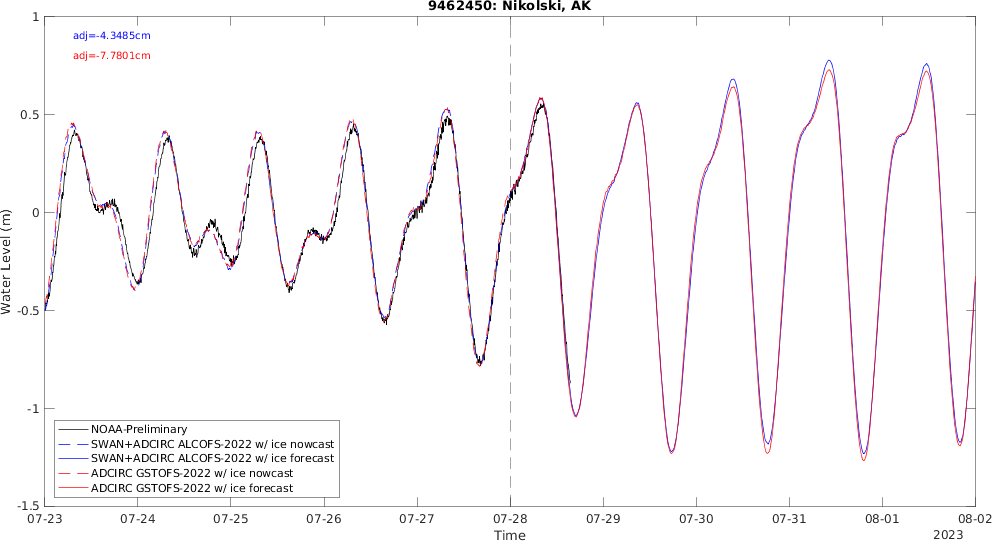 9462450: Nikolski, AK
adj=-4.3485cm
adj=-7.7801cm
1
0.5
0
-0.5
-1
-1.5
Water Level (m)
NOAA-Preliminary
SWAN+ADCIRC ALCOFS-2022 w/ ice nowcast
SWAN+ADCIRC ALCOFS-2022 w/ ice forecast
ADCIRC GSTOFS-2022 w/ ice nowcast
ADCIRC GSTOFS-2022 w/ ice forecast
07-23 07-24 07-25 07-26 07-27 07-28 07-29 07-30 07-31 08-01 08-02
Time
2023